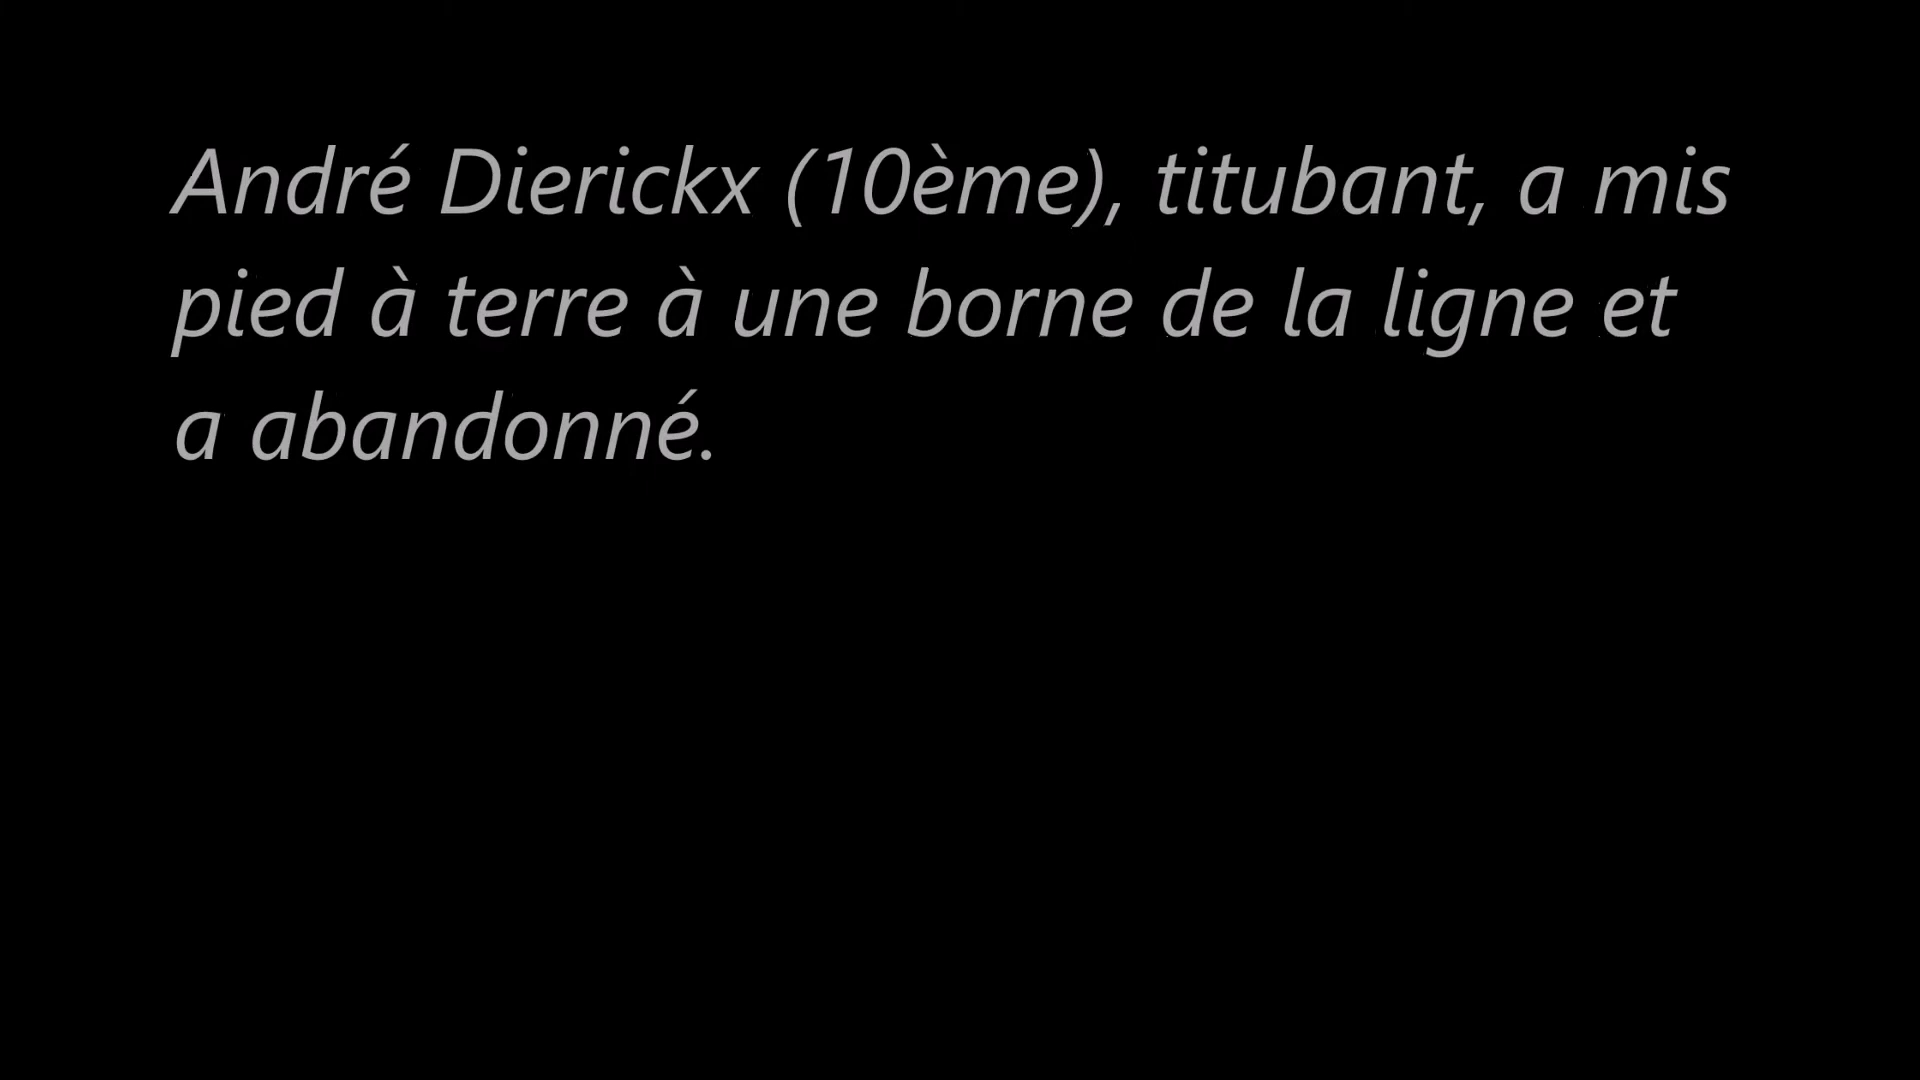 André Dierickx (10ème), titubant, a mis
pied à terre à une borne de la ligne et
a abandonné.